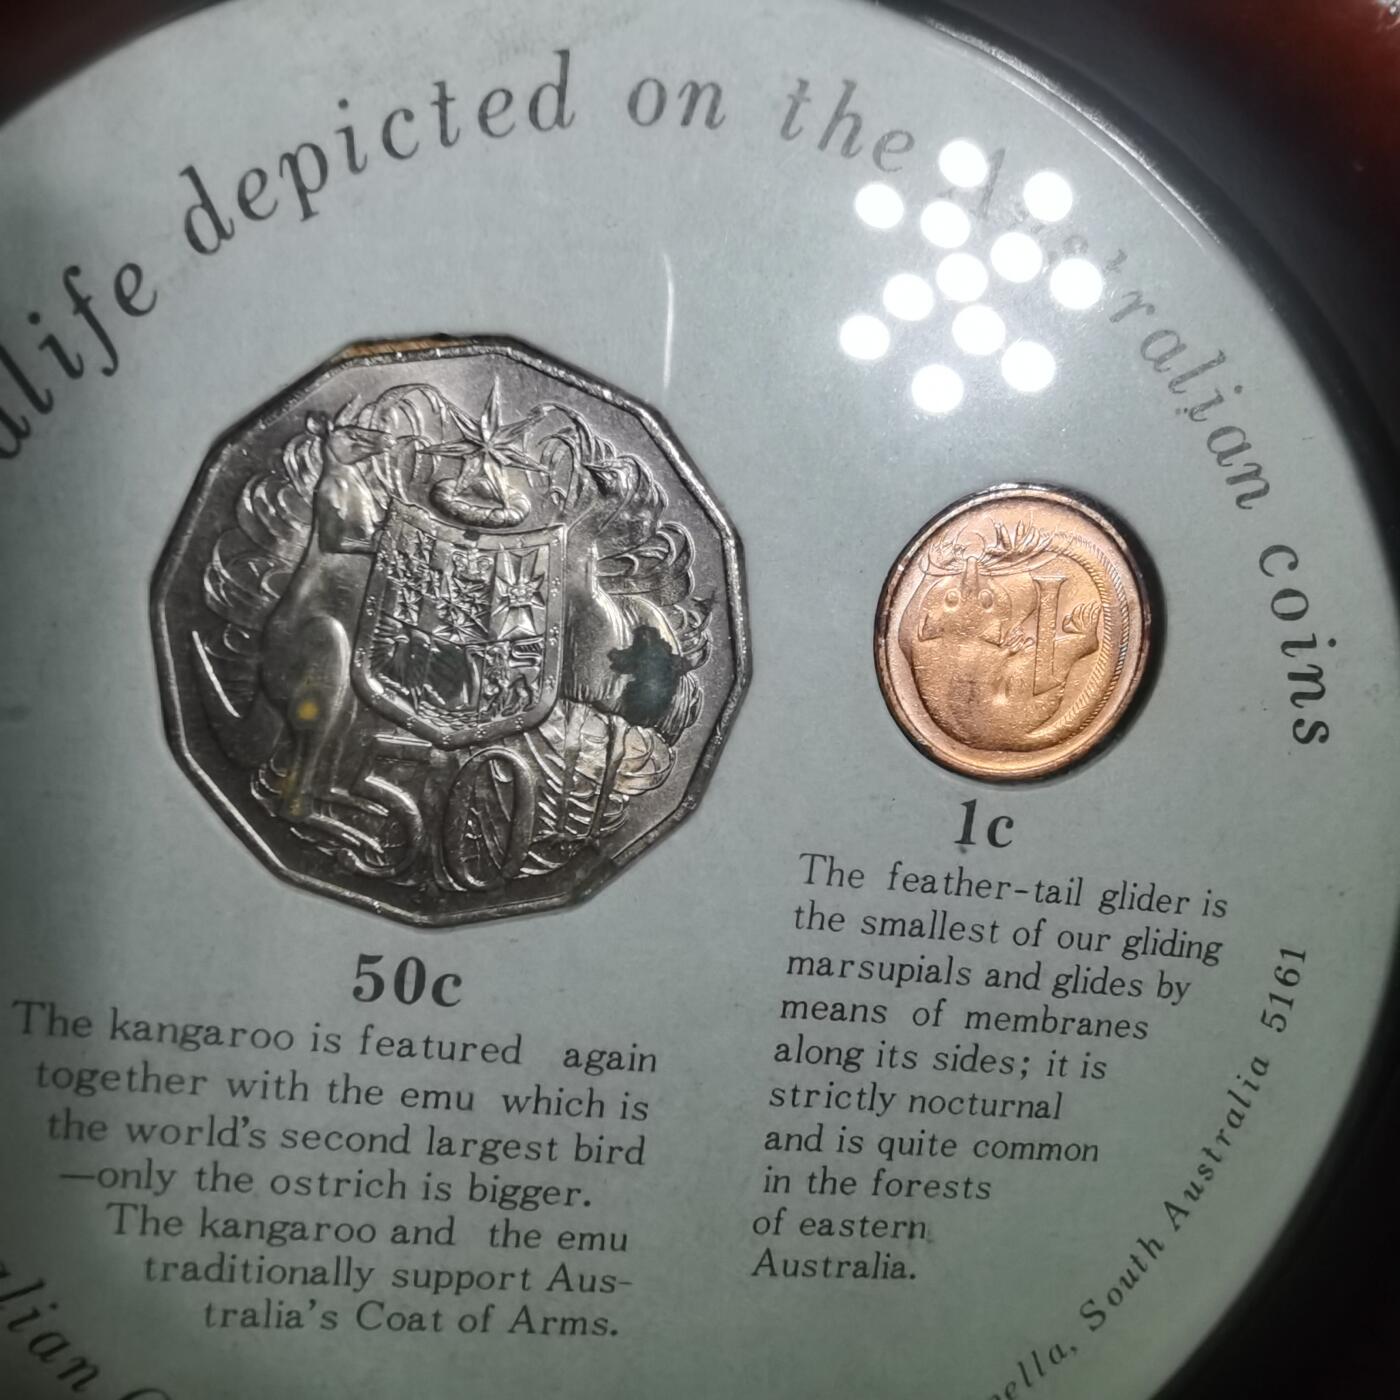 life depicted on the Australian coins
50
1
50c
The kangaroo is featured again
together with the emu which is
the world's second largest bird
—only the ostrich is bigger.
The kangaroo and the emu
traditionally support Aus-
tralia's Coat of Arms.
1c
The feather-tail glider is
the smallest of our gliding
marsupials and glides by
means of membranes
along its sides; it is
strictly nocturnal
and is quite common
in the forests
of eastern
Australia.
South Australia 5161